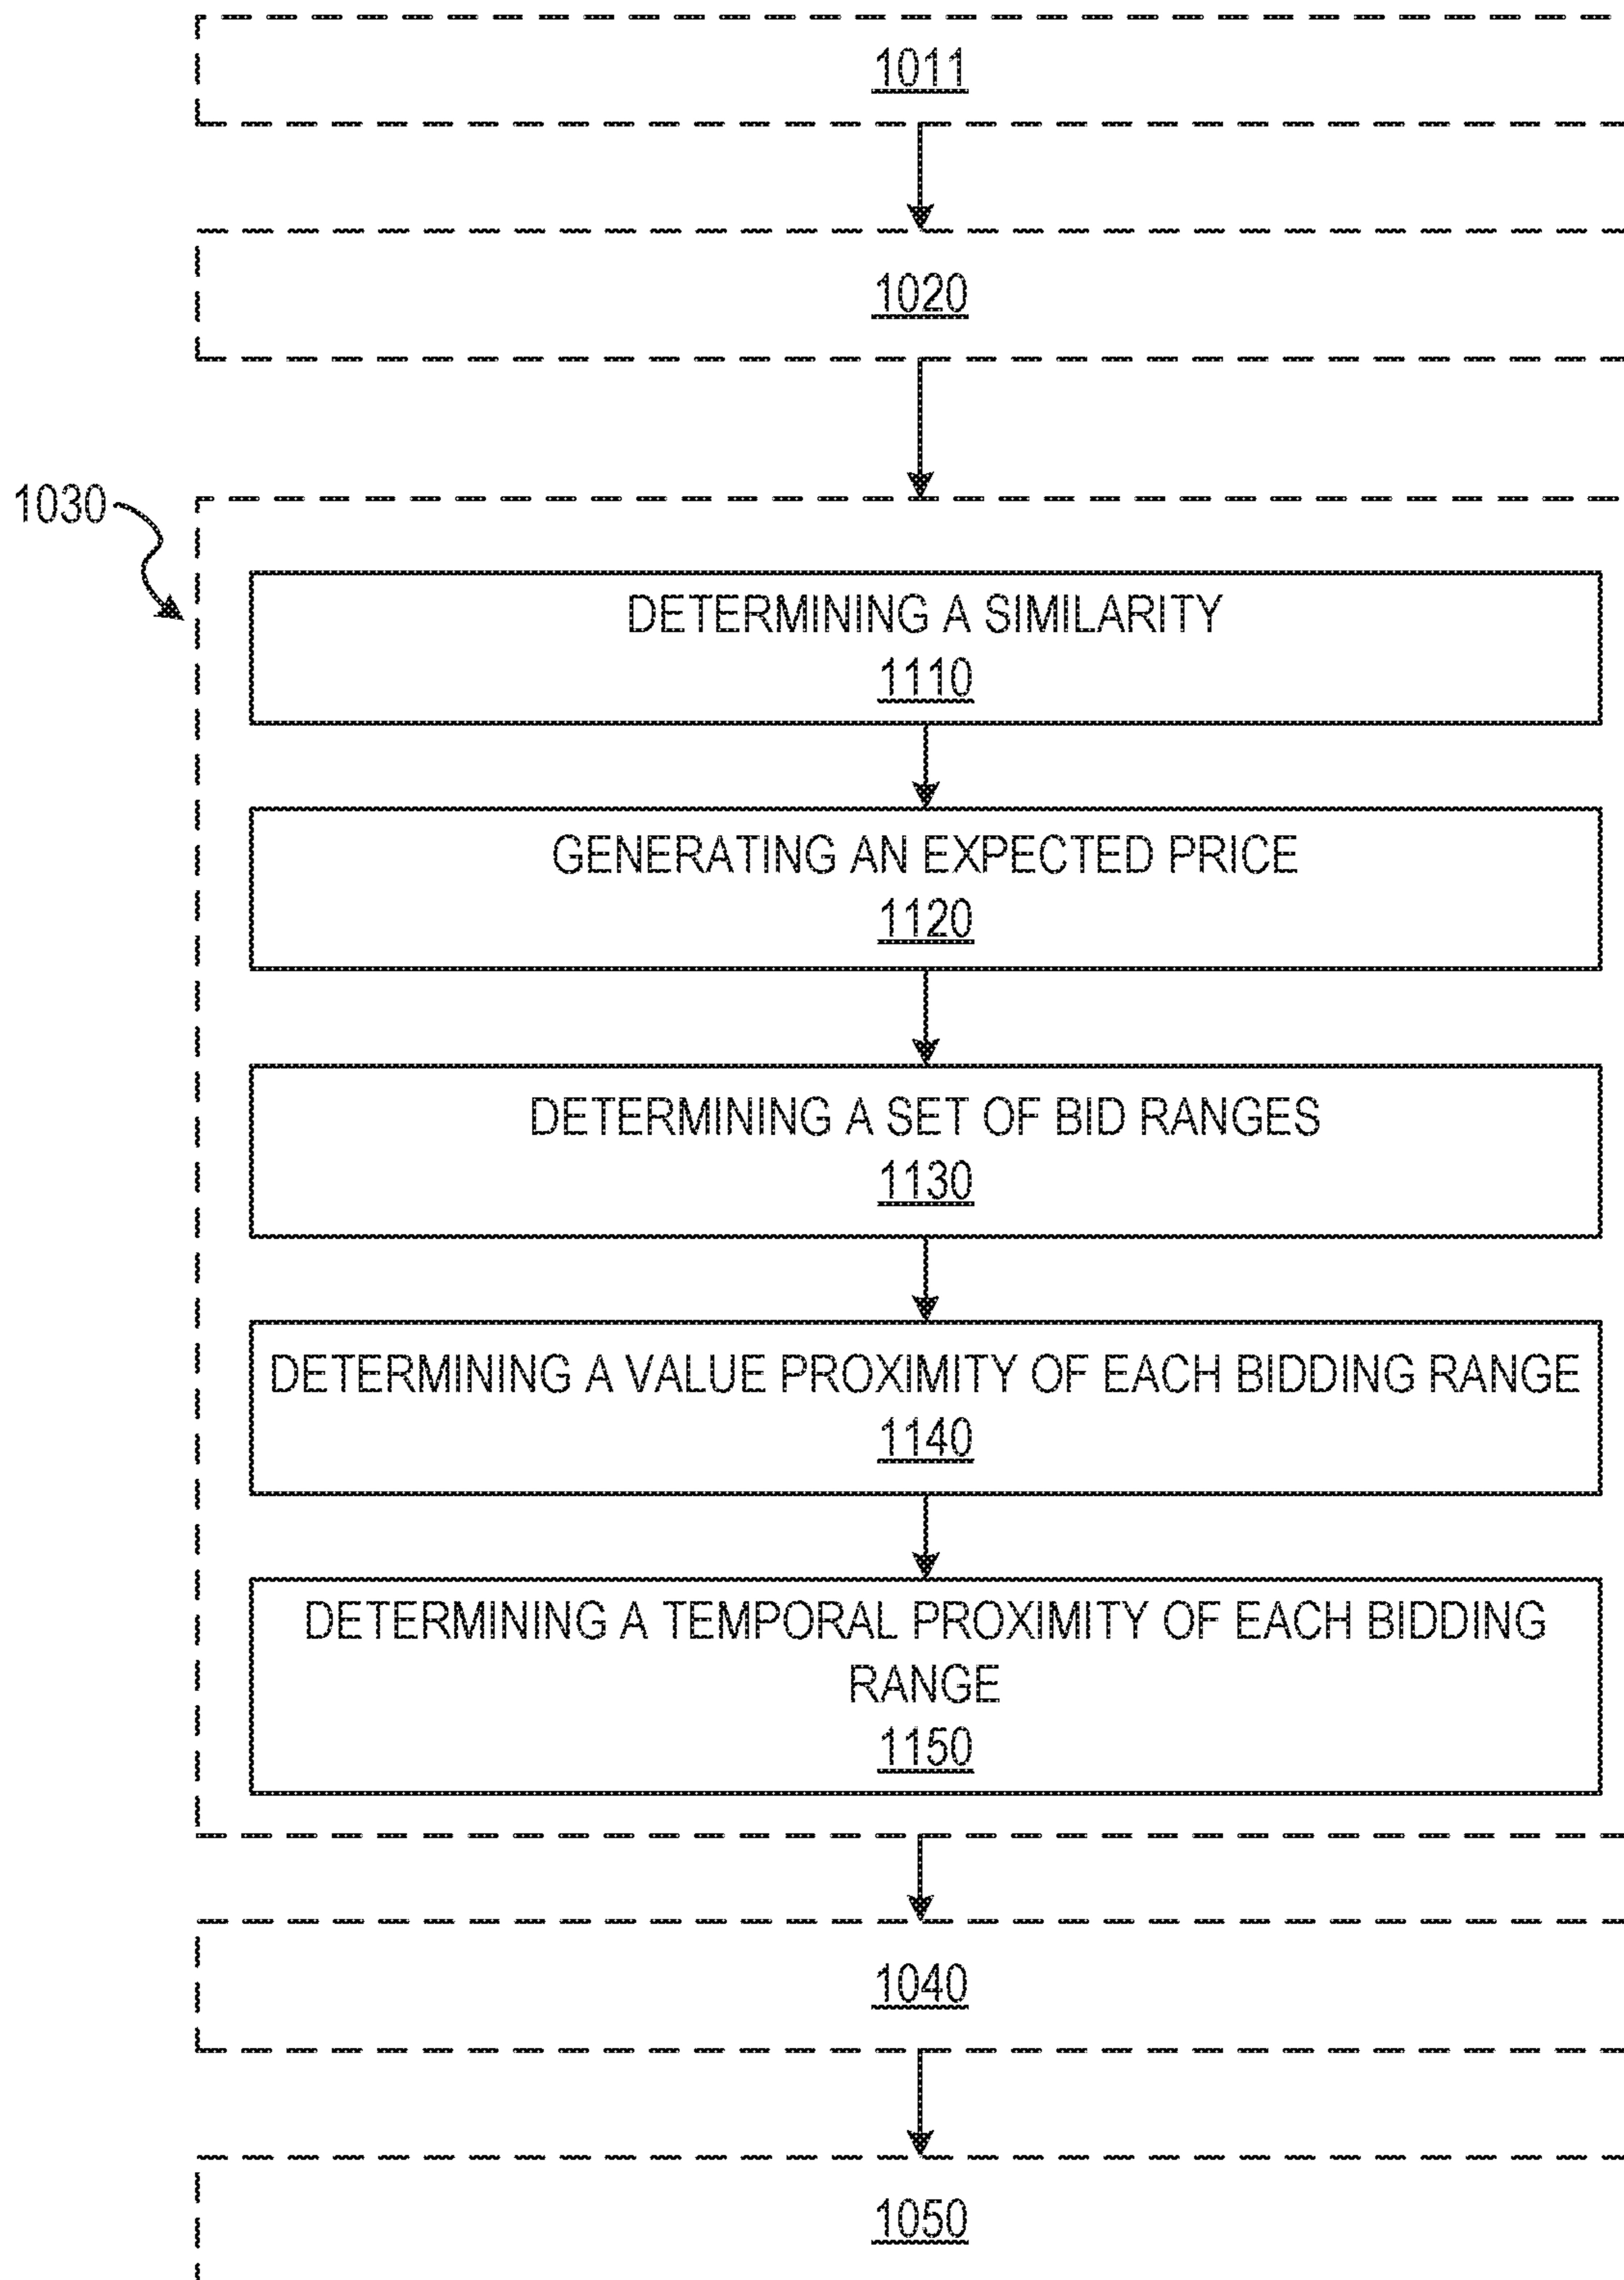 1011
1020
1030
DETERMINING A SIMILARITY
1110
GENERATING AN EXPECTED PRICE
1120
DETERMINING A SET OF BID RANGES
1130
DETERMINING A VALUE PROXIMITY OF EACH BIDDING RANGE
1140
DETERMINING A TEMPORAL PROXIMITY OF EACH BIDDING
RANGE
1150
1040
1050